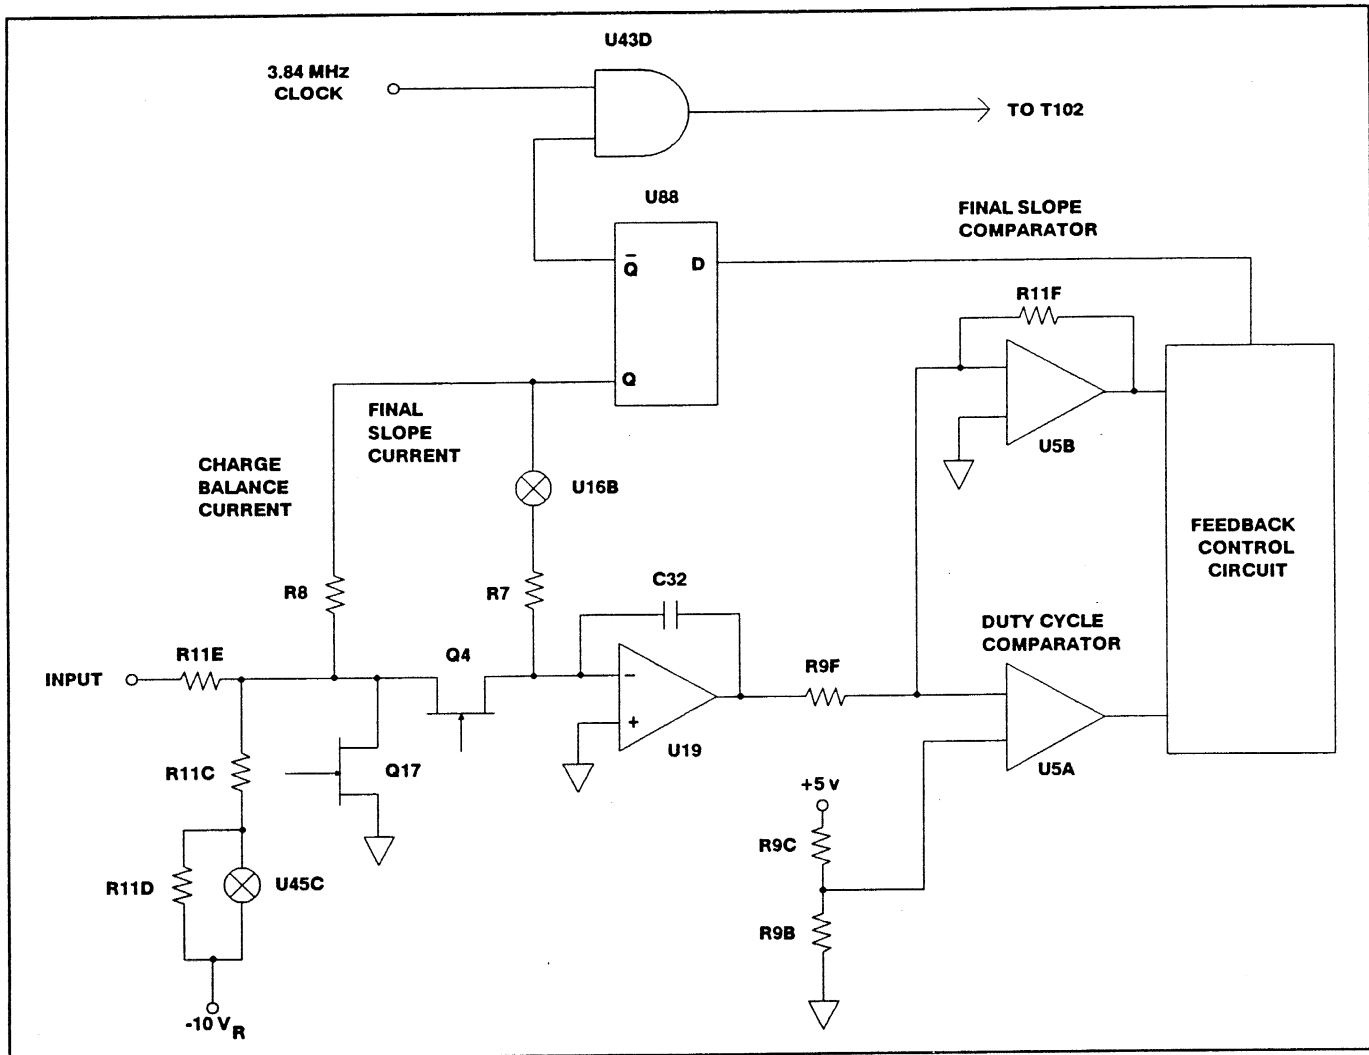 U43D
3.84 MHz
CLOCK
TO T102
U88
FINAL SLOPE
COMPARATOR
Q̅
D
R11F
Q
FINAL
SLOPE
CURRENT
U5B
CHARGE
BALANCE
CURRENT
U16B
FEEDBACK
CONTROL
CIRCUIT
R8
R7
C32
DUTY CYCLE
COMPARATOR
R11E
Q4
R9F
INPUT
−
+
U19
R11C
Q17
U5A
+5 v
R9C
R11D
U45C
R9B
-10 VR